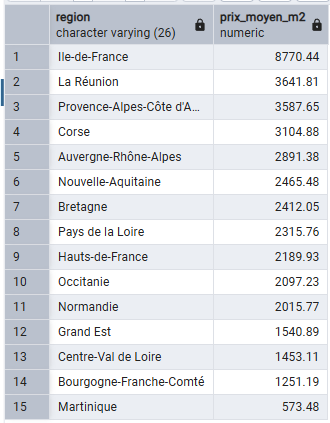 region prix_moyen_m2
character varying (26) numeric
1 Ile-de-France 8770.44
2 La Réunion 3641.81
3 Provence-Alpes-Côte d'A... 3587.65
4 Corse 3104.88
5 Auvergne-Rhône-Alpes 2891.38
6 Nouvelle-Aquitaine 2465.48
7 Bretagne 2412.05
8 Pays de la Loire 2315.76
9 Hauts-de-France 2189.93
10 Occitanie 2097.23
11 Normandie 2015.77
12 Grand Est 1540.89
13 Centre-Val de Loire 1453.11
14 Bourgogne-Franche-Comté 1251.19
15 Martinique 573.48